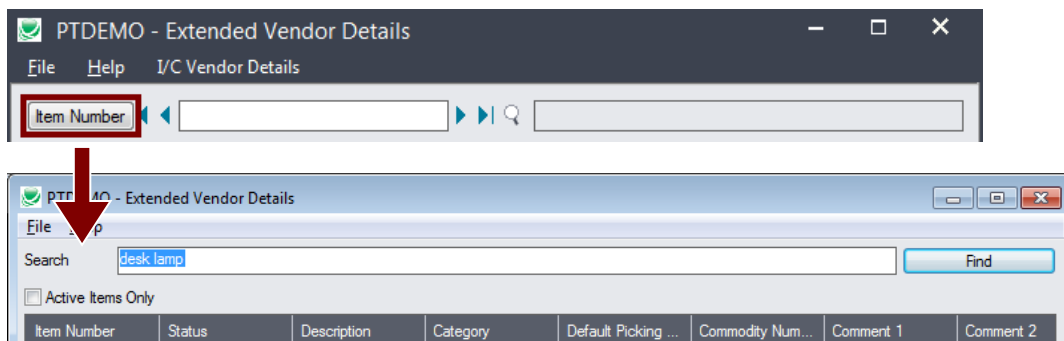 PTDEMO - Extended Vendor Details
File Help I/C Vendor Details
Item Number
- Extended Vendor Details
File
Search desk lamp Find
Active Items Only
Item Number Status Description Category Default Picking ... Commodity Num... Comment 1 Comment 2